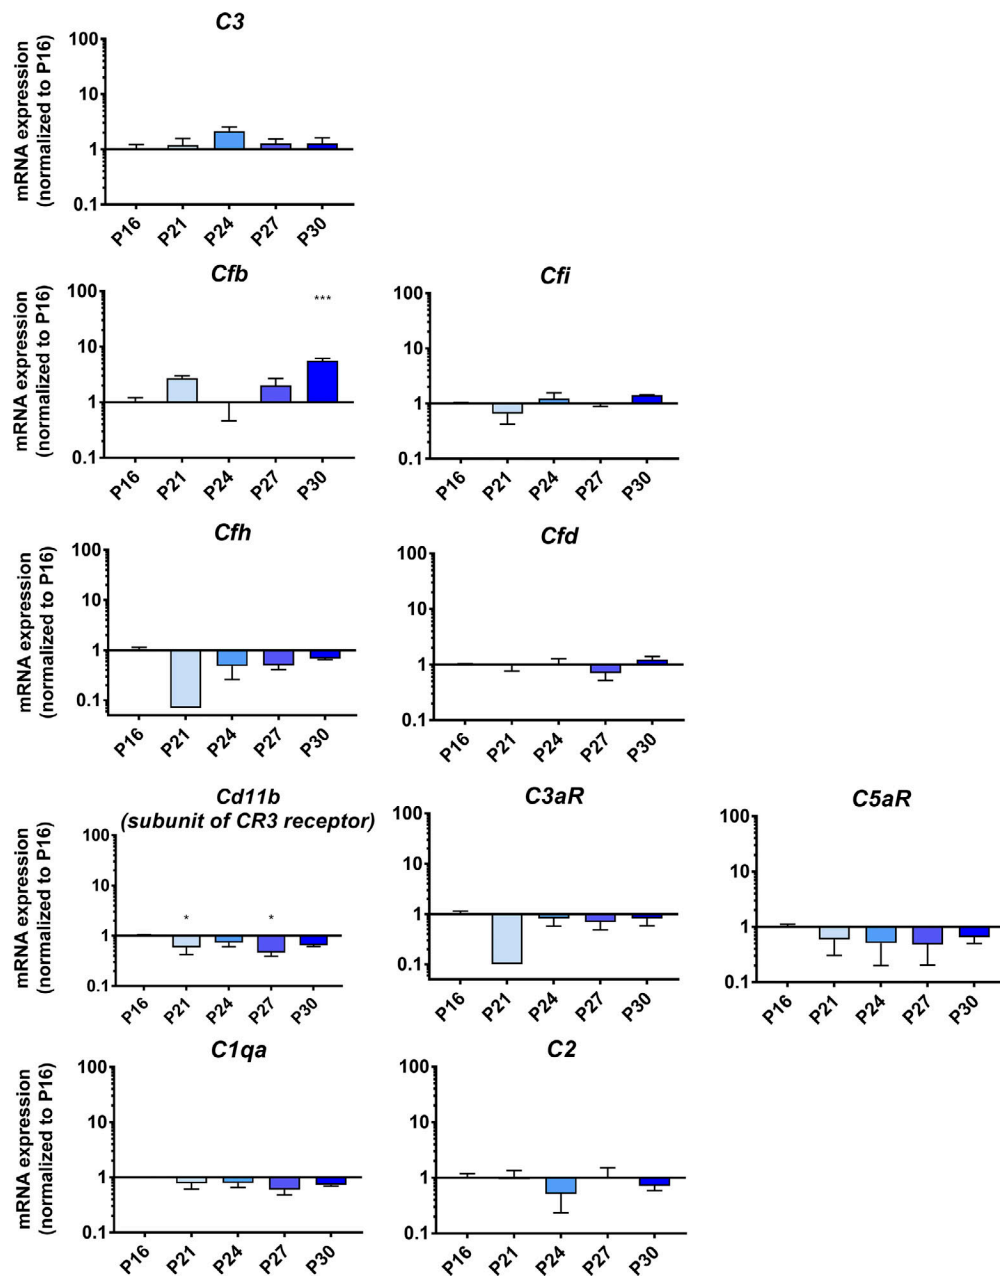 C3
mRNA expression
(normalized to P16)
100
10
1
0.1
P16
P21
P24
P27
P30
Cfb
mRNA expression
(normalized to P16)
100
10
1
0.1
***
P16
P21
P24
P27
P30
Cfi
100
10
1
0.1
P16
P21
P24
P27
P30
Cfh
mRNA expression
(normalized to P16)
100
10
1
0.1
P16
P21
P24
P27
P30
Cfd
100
10
1
0.1
P16
P21
P24
P27
P30
Cd11b
(subunit of CR3 receptor)
mRNA expression
(normalized to P16)
100
10
1
0.1
*
*
P16
P21
P24
P27
P30
C3aR
100
10
1
0.1
P16
P21
P24
P27
P30
C5aR
100
10
1
0.1
P16
P21
P24
P27
P30
C1qa
mRNA expression
(normalized to P16)
100
10
1
0.1
P16
P21
P24
P27
P30
C2
100
10
1
0.1
P16
P21
P24
P27
P30